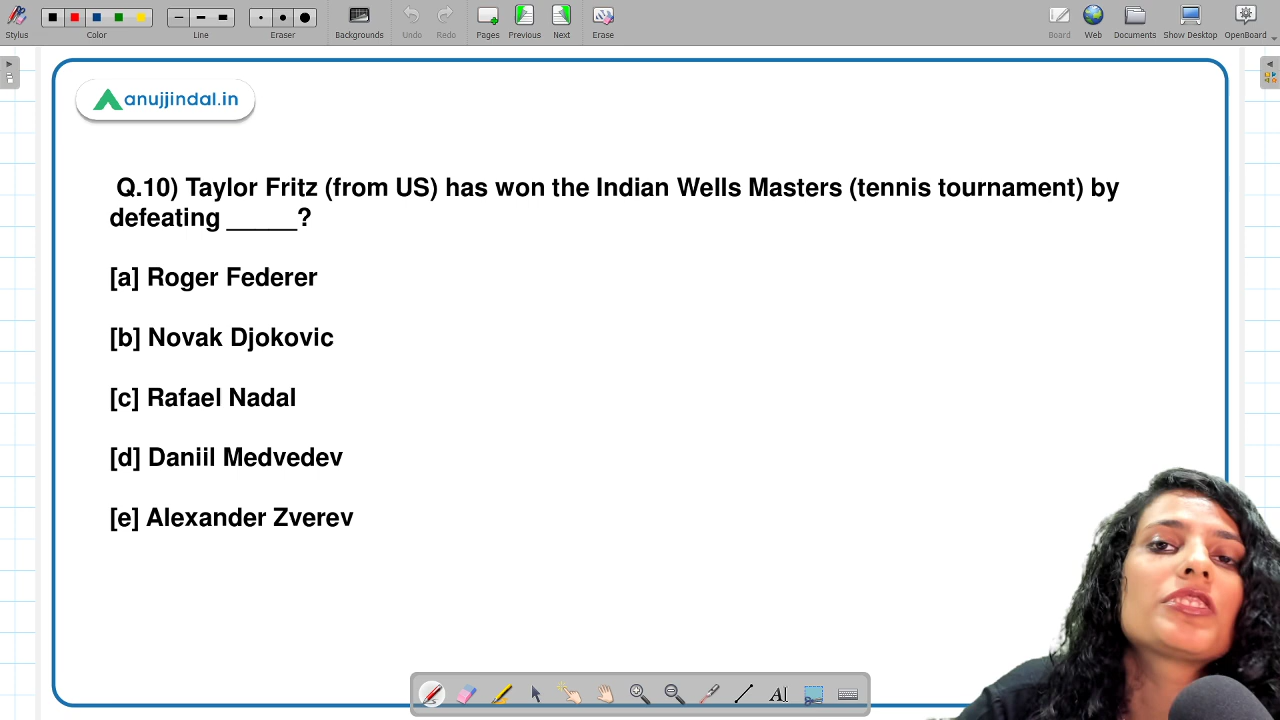 Stylus
Color
Line
Eraser
Backgrounds
Undo
Redo
Pages
Previous
Next
Erase
Board
Web
Documents
Show Desktop
OpenBoard
anujjindal.in
Q.10) Taylor Fritz (from US) has won the Indian Wells Masters (tennis tournament) by
defeating _____?
[a] Roger Federer
[b] Novak Djokovic
[c] Rafael Nadal
[d] Daniil Medvedev
[e] Alexander Zverev
AI